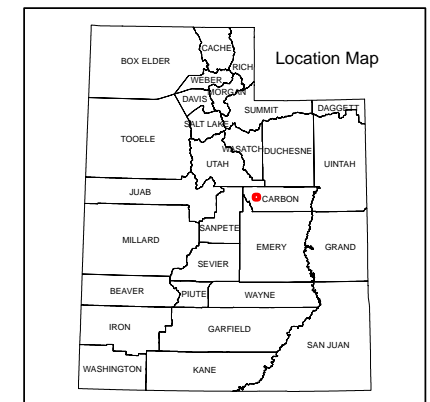 Location Map
CACHE
BOX ELDER
RICH
WEBER
MORGAN
DAVIS
SUMMIT
DAGGETT
SALT LAKE
TOOELE
WASATCH
DUCHESNE
UTAH
UINTAH
JUAB
CARBON
SANPETE
MILLARD
EMERY
GRAND
SEVIER
BEAVER
PIUTE
WAYNE
IRON
GARFIELD
SAN JUAN
WASHINGTON
KANE